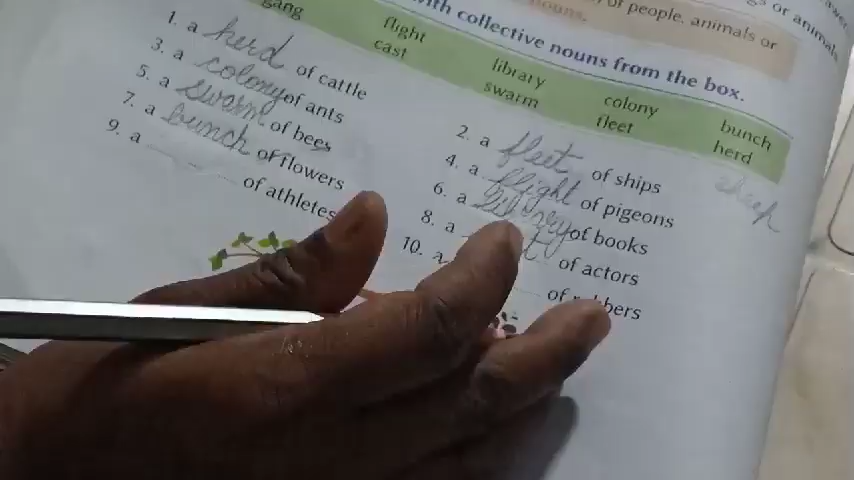 of people, animals or
nouns.
with collective nouns from the box.
gang flight library colony bunch
cast swarm fleet herd
sheep
1. a herd of cattle
2. a fleet of ships
3. a colony of ants
4. a flight of pigeons
5. a swarm of bees
6. a library of books
7. a bunch of flowers
8. a of actors
9. a of athletes
10. a of